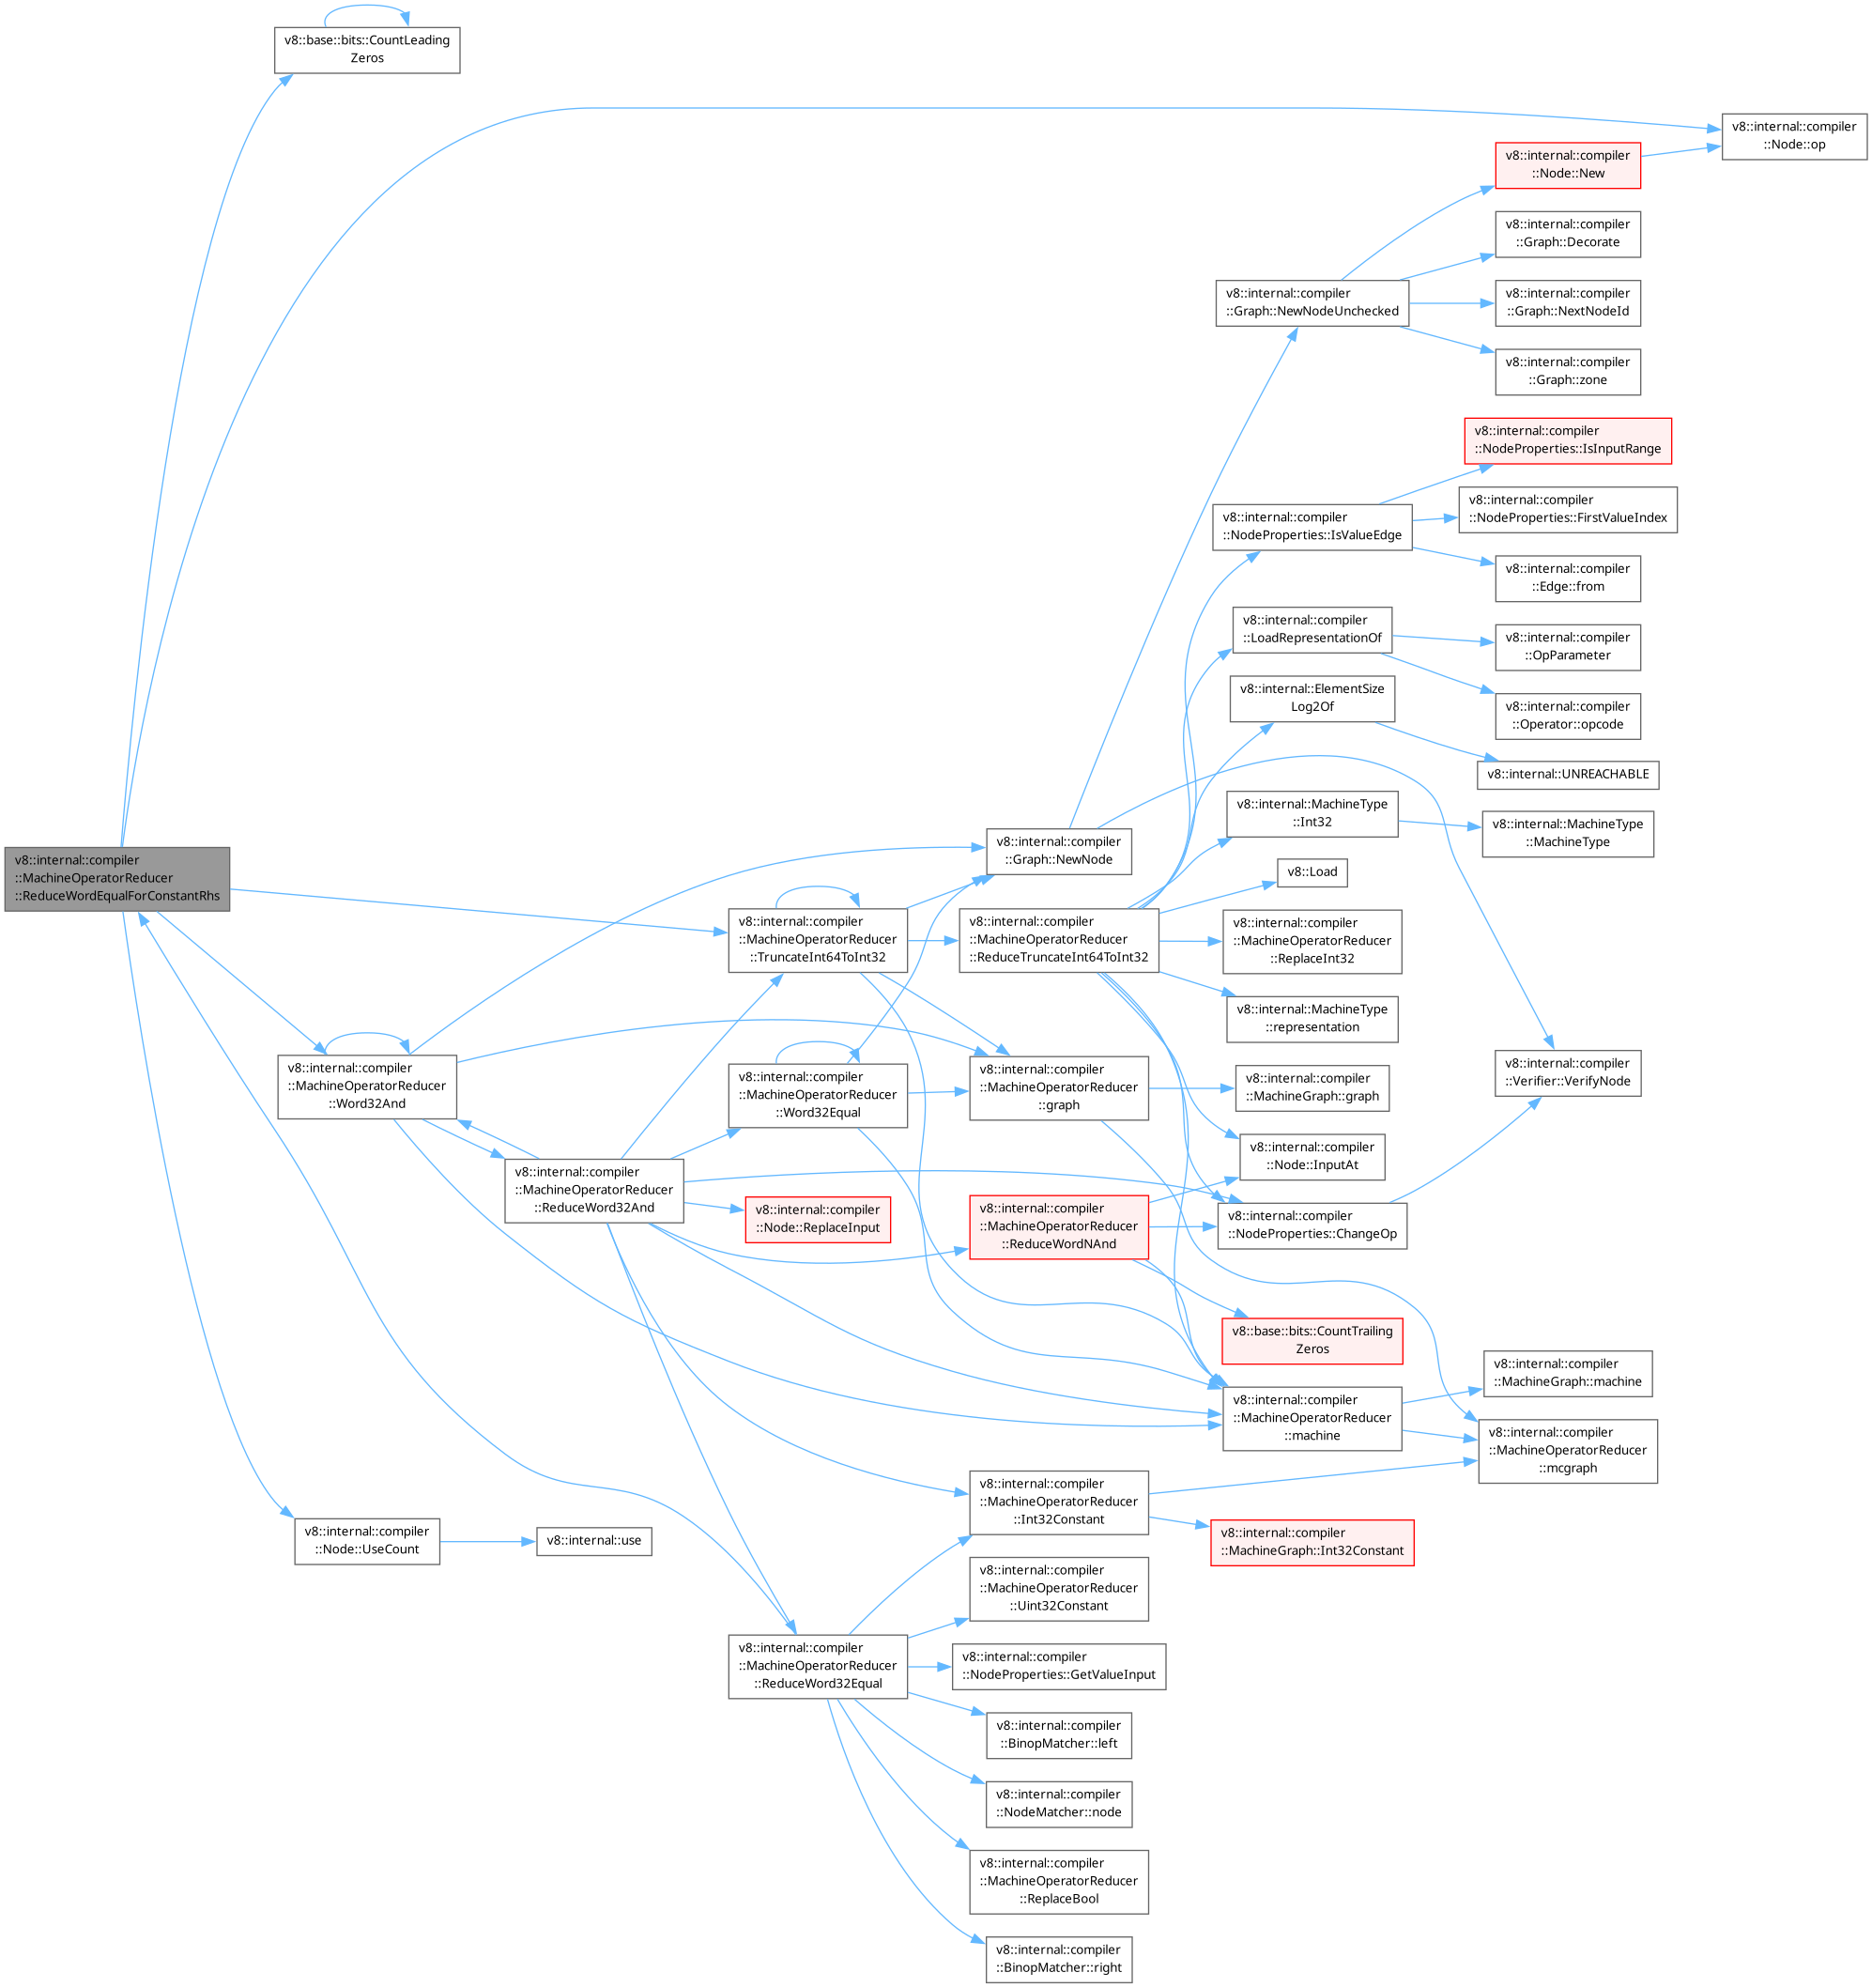 v8::base::bits::CountLeading
Zeros
v8::internal::compiler
::Node::op
v8::internal::compiler
::Node::New
v8::internal::compiler
::Graph::Decorate
v8::internal::compiler
::Graph::NewNodeUnchecked
v8::internal::compiler
::Graph::NextNodeId
v8::internal::compiler
::Graph::zone
v8::internal::compiler
::NodeProperties::IsInputRange
v8::internal::compiler
::NodeProperties::IsValueEdge
v8::internal::compiler
::NodeProperties::FirstValueIndex
v8::internal::compiler
::Edge::from
v8::internal::compiler
::LoadRepresentationOf
v8::internal::compiler
::OpParameter
v8::internal::ElementSize
Log2Of
v8::internal::compiler
::Operator::opcode
v8::internal::UNREACHABLE
v8::internal::MachineType
::Int32
v8::internal::MachineType
::MachineType
v8::internal::compiler
::MachineOperatorReducer
::ReduceWordEqualForConstantRhs
v8::internal::compiler
::Graph::NewNode
v8::Load
v8::internal::compiler
::MachineOperatorReducer
::TruncateInt64ToInt32
v8::internal::compiler
::MachineOperatorReducer
::ReduceTruncateInt64ToInt32
v8::internal::compiler
::MachineOperatorReducer
::ReplaceInt32
v8::internal::MachineType
::representation
v8::internal::compiler
::MachineOperatorReducer
::Word32And
v8::internal::compiler
::MachineOperatorReducer
::Word32Equal
v8::internal::compiler
::MachineOperatorReducer
::graph
v8::internal::compiler
::MachineGraph::graph
v8::internal::compiler
::Verifier::VerifyNode
v8::internal::compiler
::Node::InputAt
v8::internal::compiler
::MachineOperatorReducer
::ReduceWord32And
v8::internal::compiler
::Node::ReplaceInput
v8::internal::compiler
::MachineOperatorReducer
::ReduceWordNAnd
v8::internal::compiler
::NodeProperties::ChangeOp
v8::base::bits::CountTrailing
Zeros
v8::internal::compiler
::MachineGraph::machine
v8::internal::compiler
::MachineOperatorReducer
::machine
v8::internal::compiler
::MachineOperatorReducer
::mcgraph
v8::internal::compiler
::MachineOperatorReducer
::Int32Constant
v8::internal::compiler
::MachineGraph::Int32Constant
v8::internal::compiler
::Node::UseCount
v8::internal::use
v8::internal::compiler
::MachineOperatorReducer
::Uint32Constant
v8::internal::compiler
::MachineOperatorReducer
::ReduceWord32Equal
v8::internal::compiler
::NodeProperties::GetValueInput
v8::internal::compiler
::BinopMatcher::left
v8::internal::compiler
::NodeMatcher::node
v8::internal::compiler
::MachineOperatorReducer
::ReplaceBool
v8::internal::compiler
::BinopMatcher::right